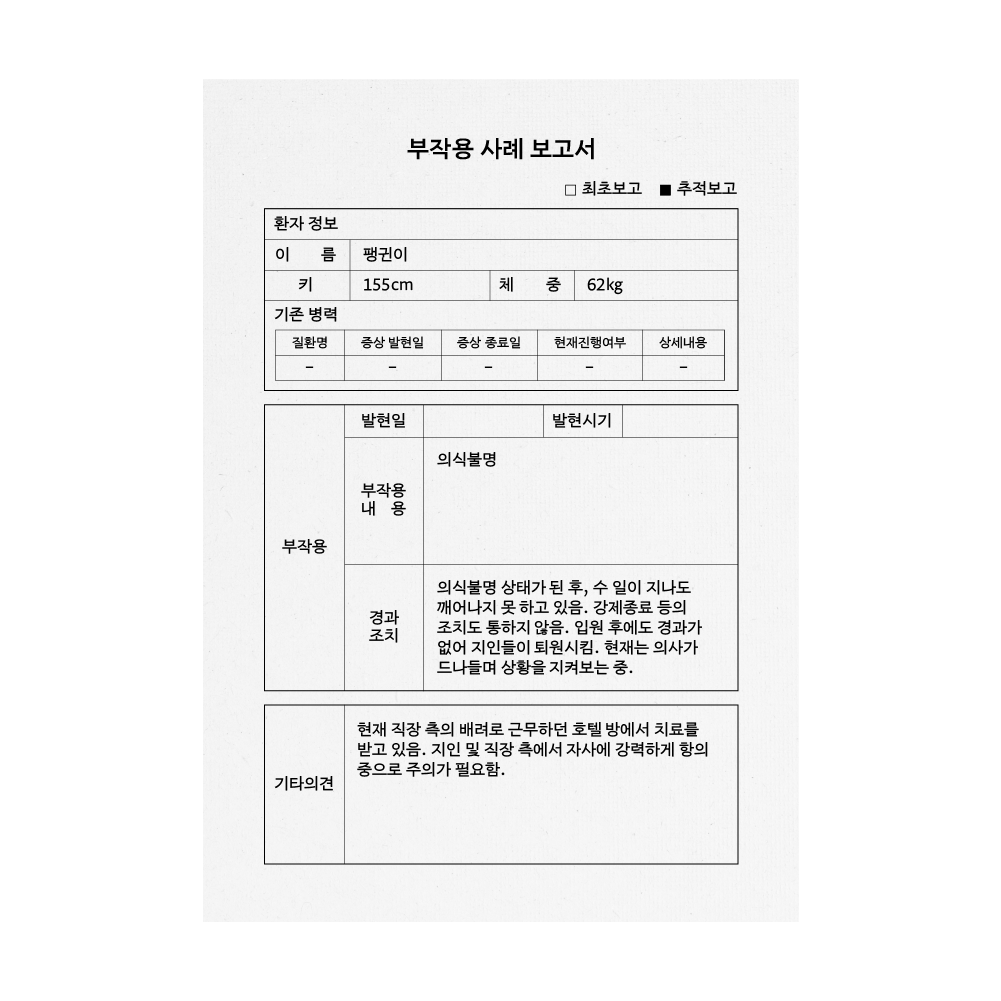 부작용 사례 보고서
□ 최초보고 ■ 추적보고
환자 정보
이 름 팽귄이
키 155cm 체 중 62kg
기존 병력
질환명 증상 발현일 증상 종료일 현재진행여부 상세내용
– – – – –
발현일 발현시기
부작용
부작용
내 용
의식불명
경과
조치
의식불명 상태가 된 후, 수 일이 지나도
깨어나지 못 하고 있음. 강제종료 등의
조치도 통하지 않음. 입원 후에도 경과가
없어 지인들이 퇴원시킴. 현재는 의사가
드나들며 상황을 지켜보는 중.
기타의견
현재 직장 측의 배려로 근무하던 호텔 방에서 치료를
받고 있음. 지인 및 직장 측에서 자사에 강력하게 항의
중으로 주의가 필요함.